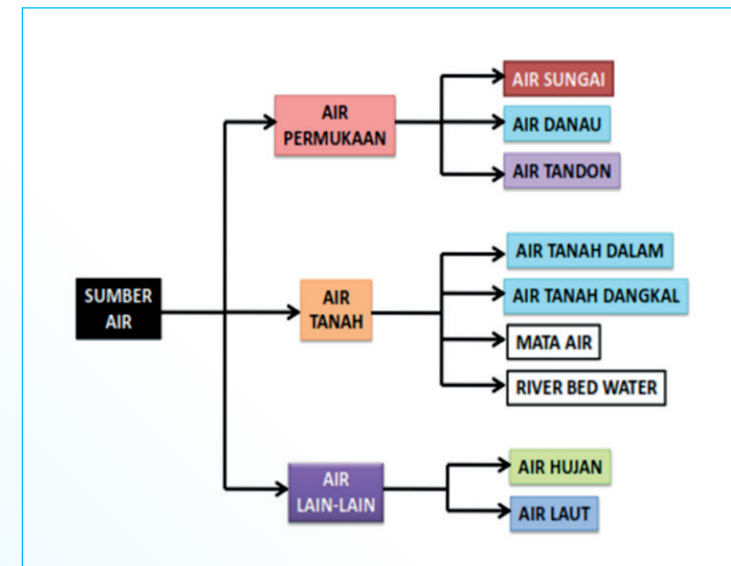 SUMBER
AIR
AIR
PERMUKAAN
AIR SUNGAI
AIR DANAU
AIR TANDON
AIR
TANAH
AIR TANAH DALAM
AIR TANAH DANGKAL
MATA AIR
RIVER BED WATER
AIR
LAIN-LAIN
AIR HUJAN
AIR LAUT